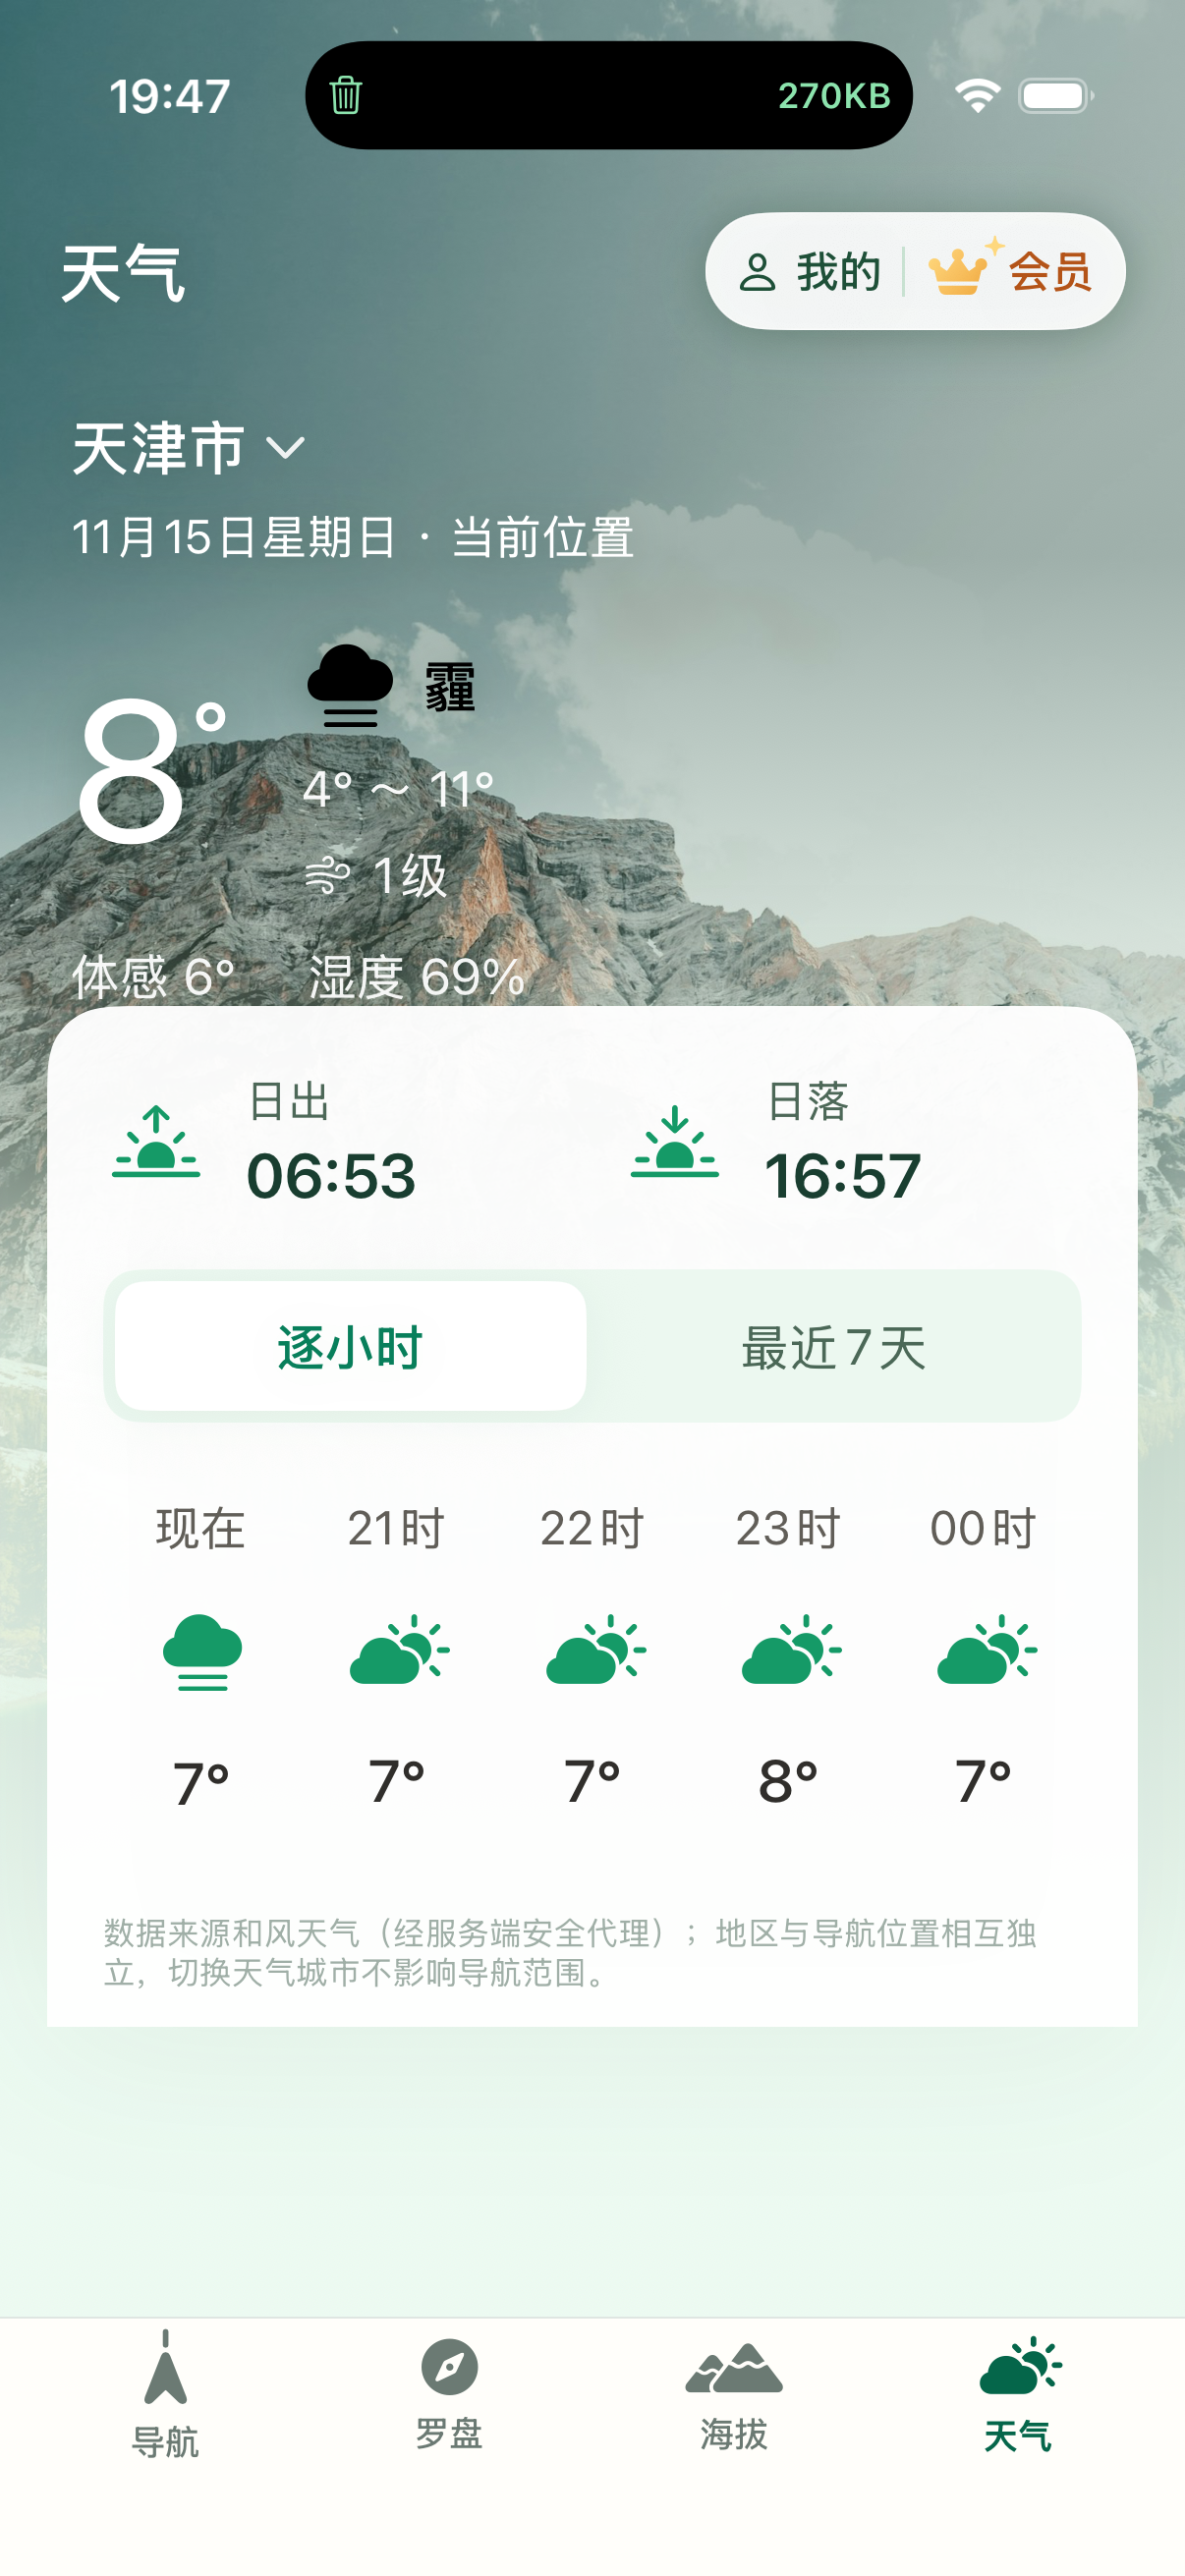 19:47 270KB
天气 我的 会员
天津市
11月15日星期日 · 当前位置
8° 霾
4° ～ 11°
1级
体感 6° 湿度 69%
日出 日落
06:53 16:57
逐小时 最近7天
现在 21时 22时 23时 00时
7° 7° 7° 8° 7°
数据来源和风天气（经服务端安全代理）；地区与导航位置相互独
立，切换天气城市不影响导航范围。
导航 罗盘 海拔 天气